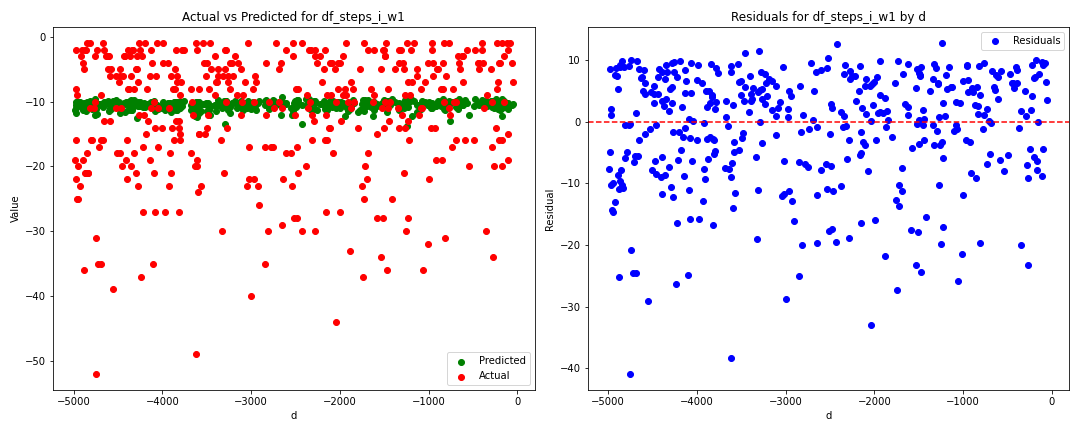 Actual vs Predicted for df_steps_i_w1
0
−10
−20
−30
−40
−50
Value
−5000
−4000
−3000
−2000
−1000
0
d
Predicted
Actual
Residuals for df_steps_i_w1 by d
10
0
−10
−20
−30
−40
Residual
−5000
−4000
−3000
−2000
−1000
0
d
Residuals